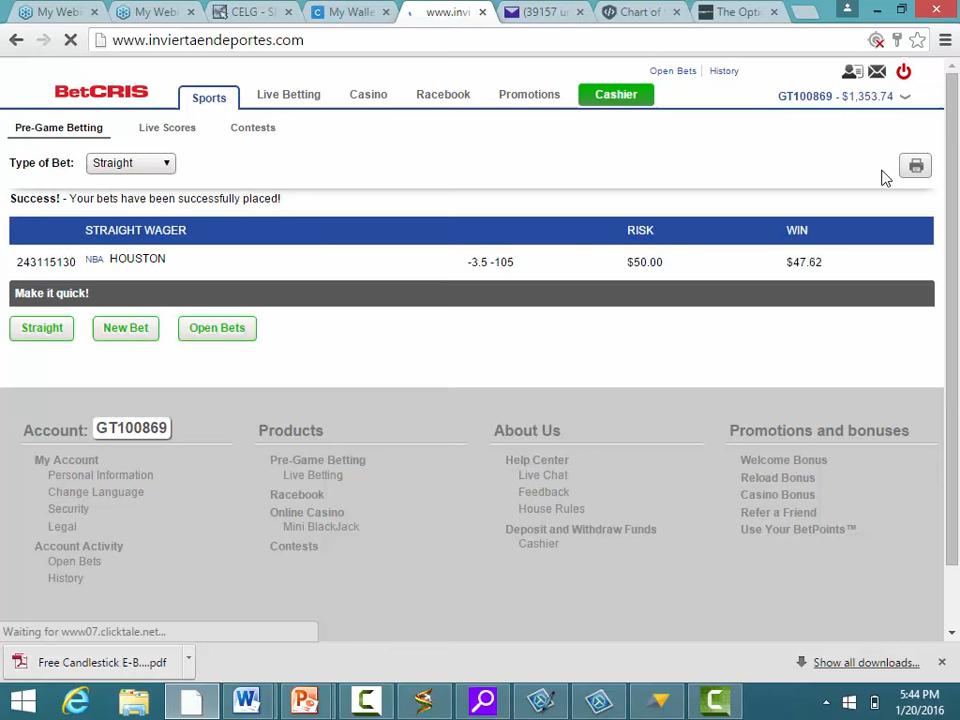 My Webi
My Webi
CELG - S
My Walle
www.invi
(39157 un
Chart of
The Optio
www.inviertaendeportes.com
Open Bets | History
BetCRIS
Sports
Live Betting
Casino
Racebook
Promotions
Cashier
GT100869 - $1,353.74
Pre-Game Betting
Live Scores
Contests
Type of Bet:
Straight
Success! - Your bets have been successfully placed!
STRAIGHT WAGER RISK WIN
243115130 NBA HOUSTON -3.5 -105 $50.00 $47.62
Make it quick!
Straight
New Bet
Open Bets
Account: GT100869
My Account
Personal Information
Change Language
Security
Legal
Account Activity
Open Bets
History
Products
Pre-Game Betting
Live Betting
Racebook
Online Casino
Mini BlackJack
Contests
About Us
Help Center
Live Chat
Feedback
House Rules
Deposit and Withdraw Funds
Cashier
Promotions and bonuses
Welcome Bonus
Reload Bonus
Casino Bonus
Refer a Friend
Use Your BetPoints™
Waiting for www07.clicktale.net...
Free Candlestick E-B....pdf
Show all downloads...
5:44 PM
1/20/2016